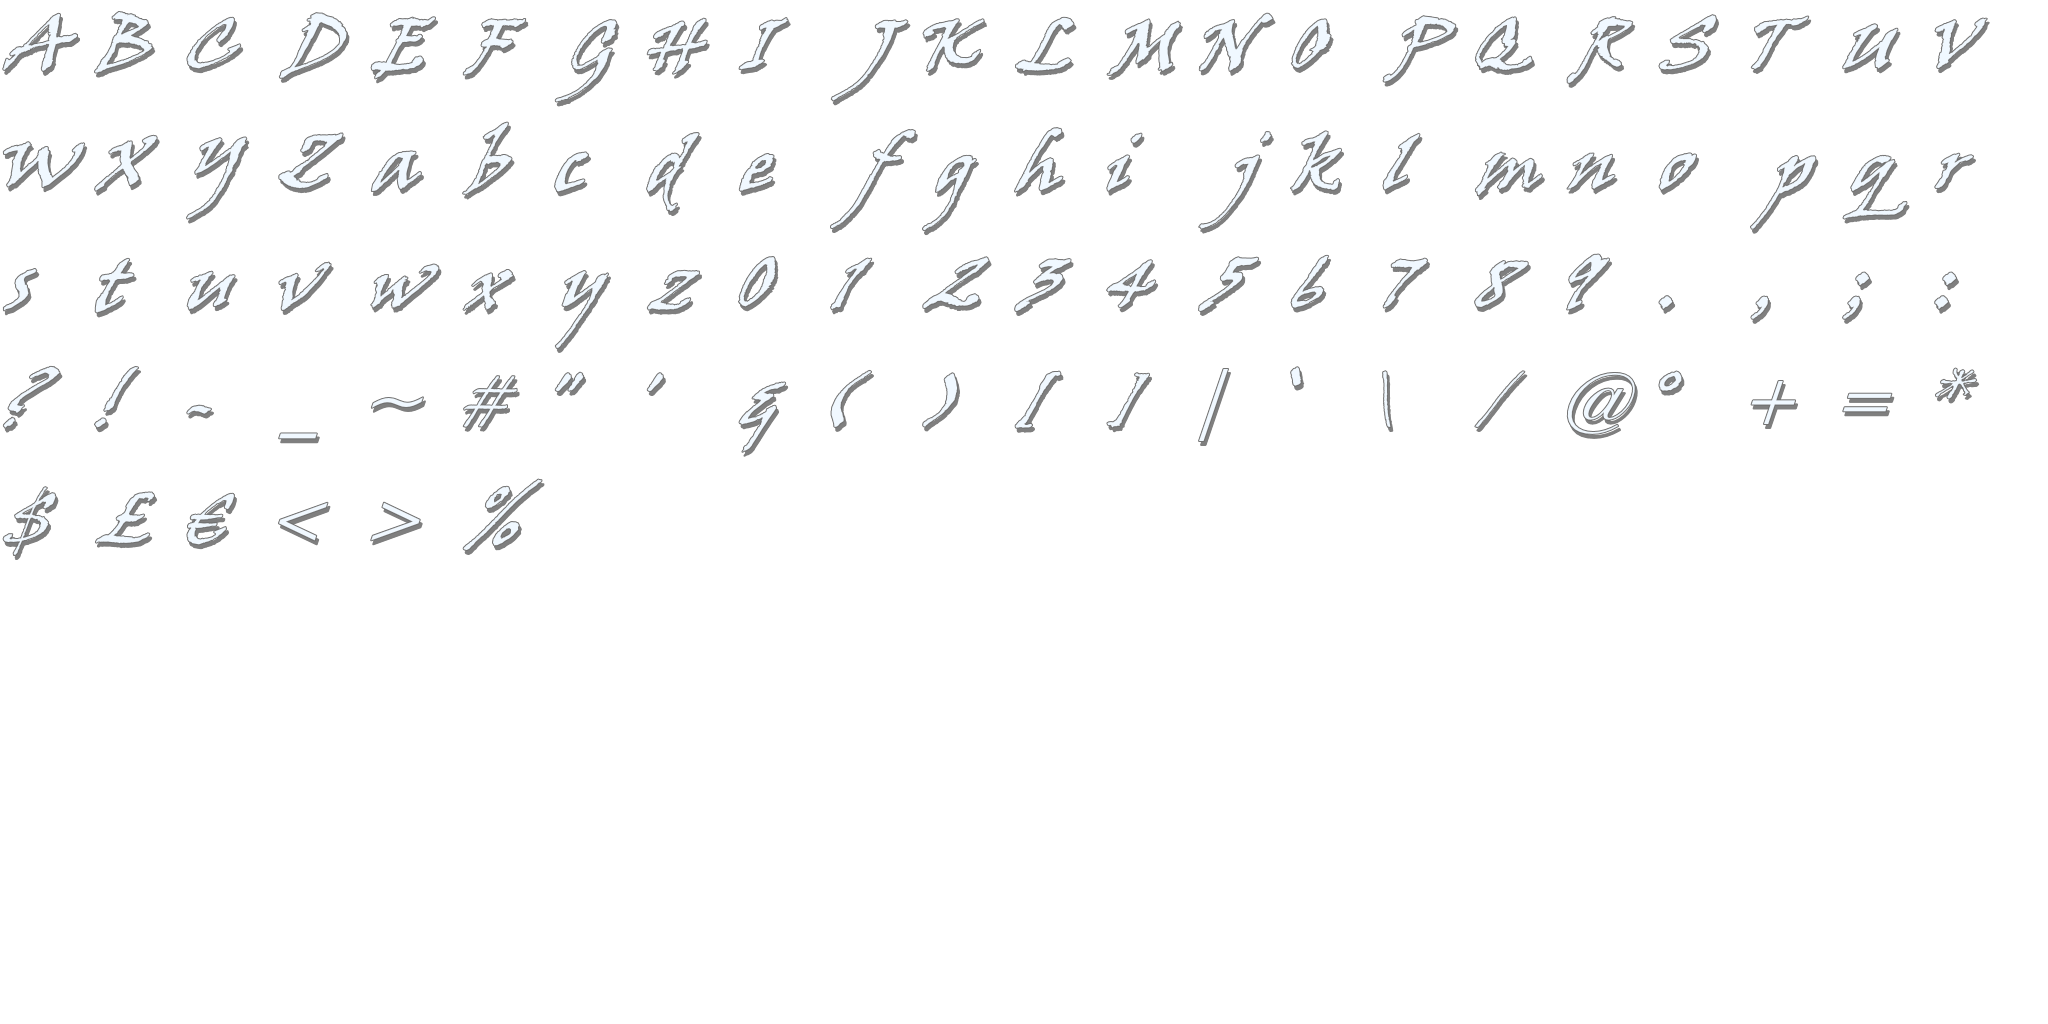 A B C D E F G H I J K L M N O P Q R S T U V
W X Y Z a b c d e f g h i j k l m n o p q r
s t u v w x y z 0 1 2 3 4 5 6 7 8 9 . , ; :
? ! - _ ~ # " ' & ( ) [ ] | ` \ / @ ° + = *
$ £ € < > %